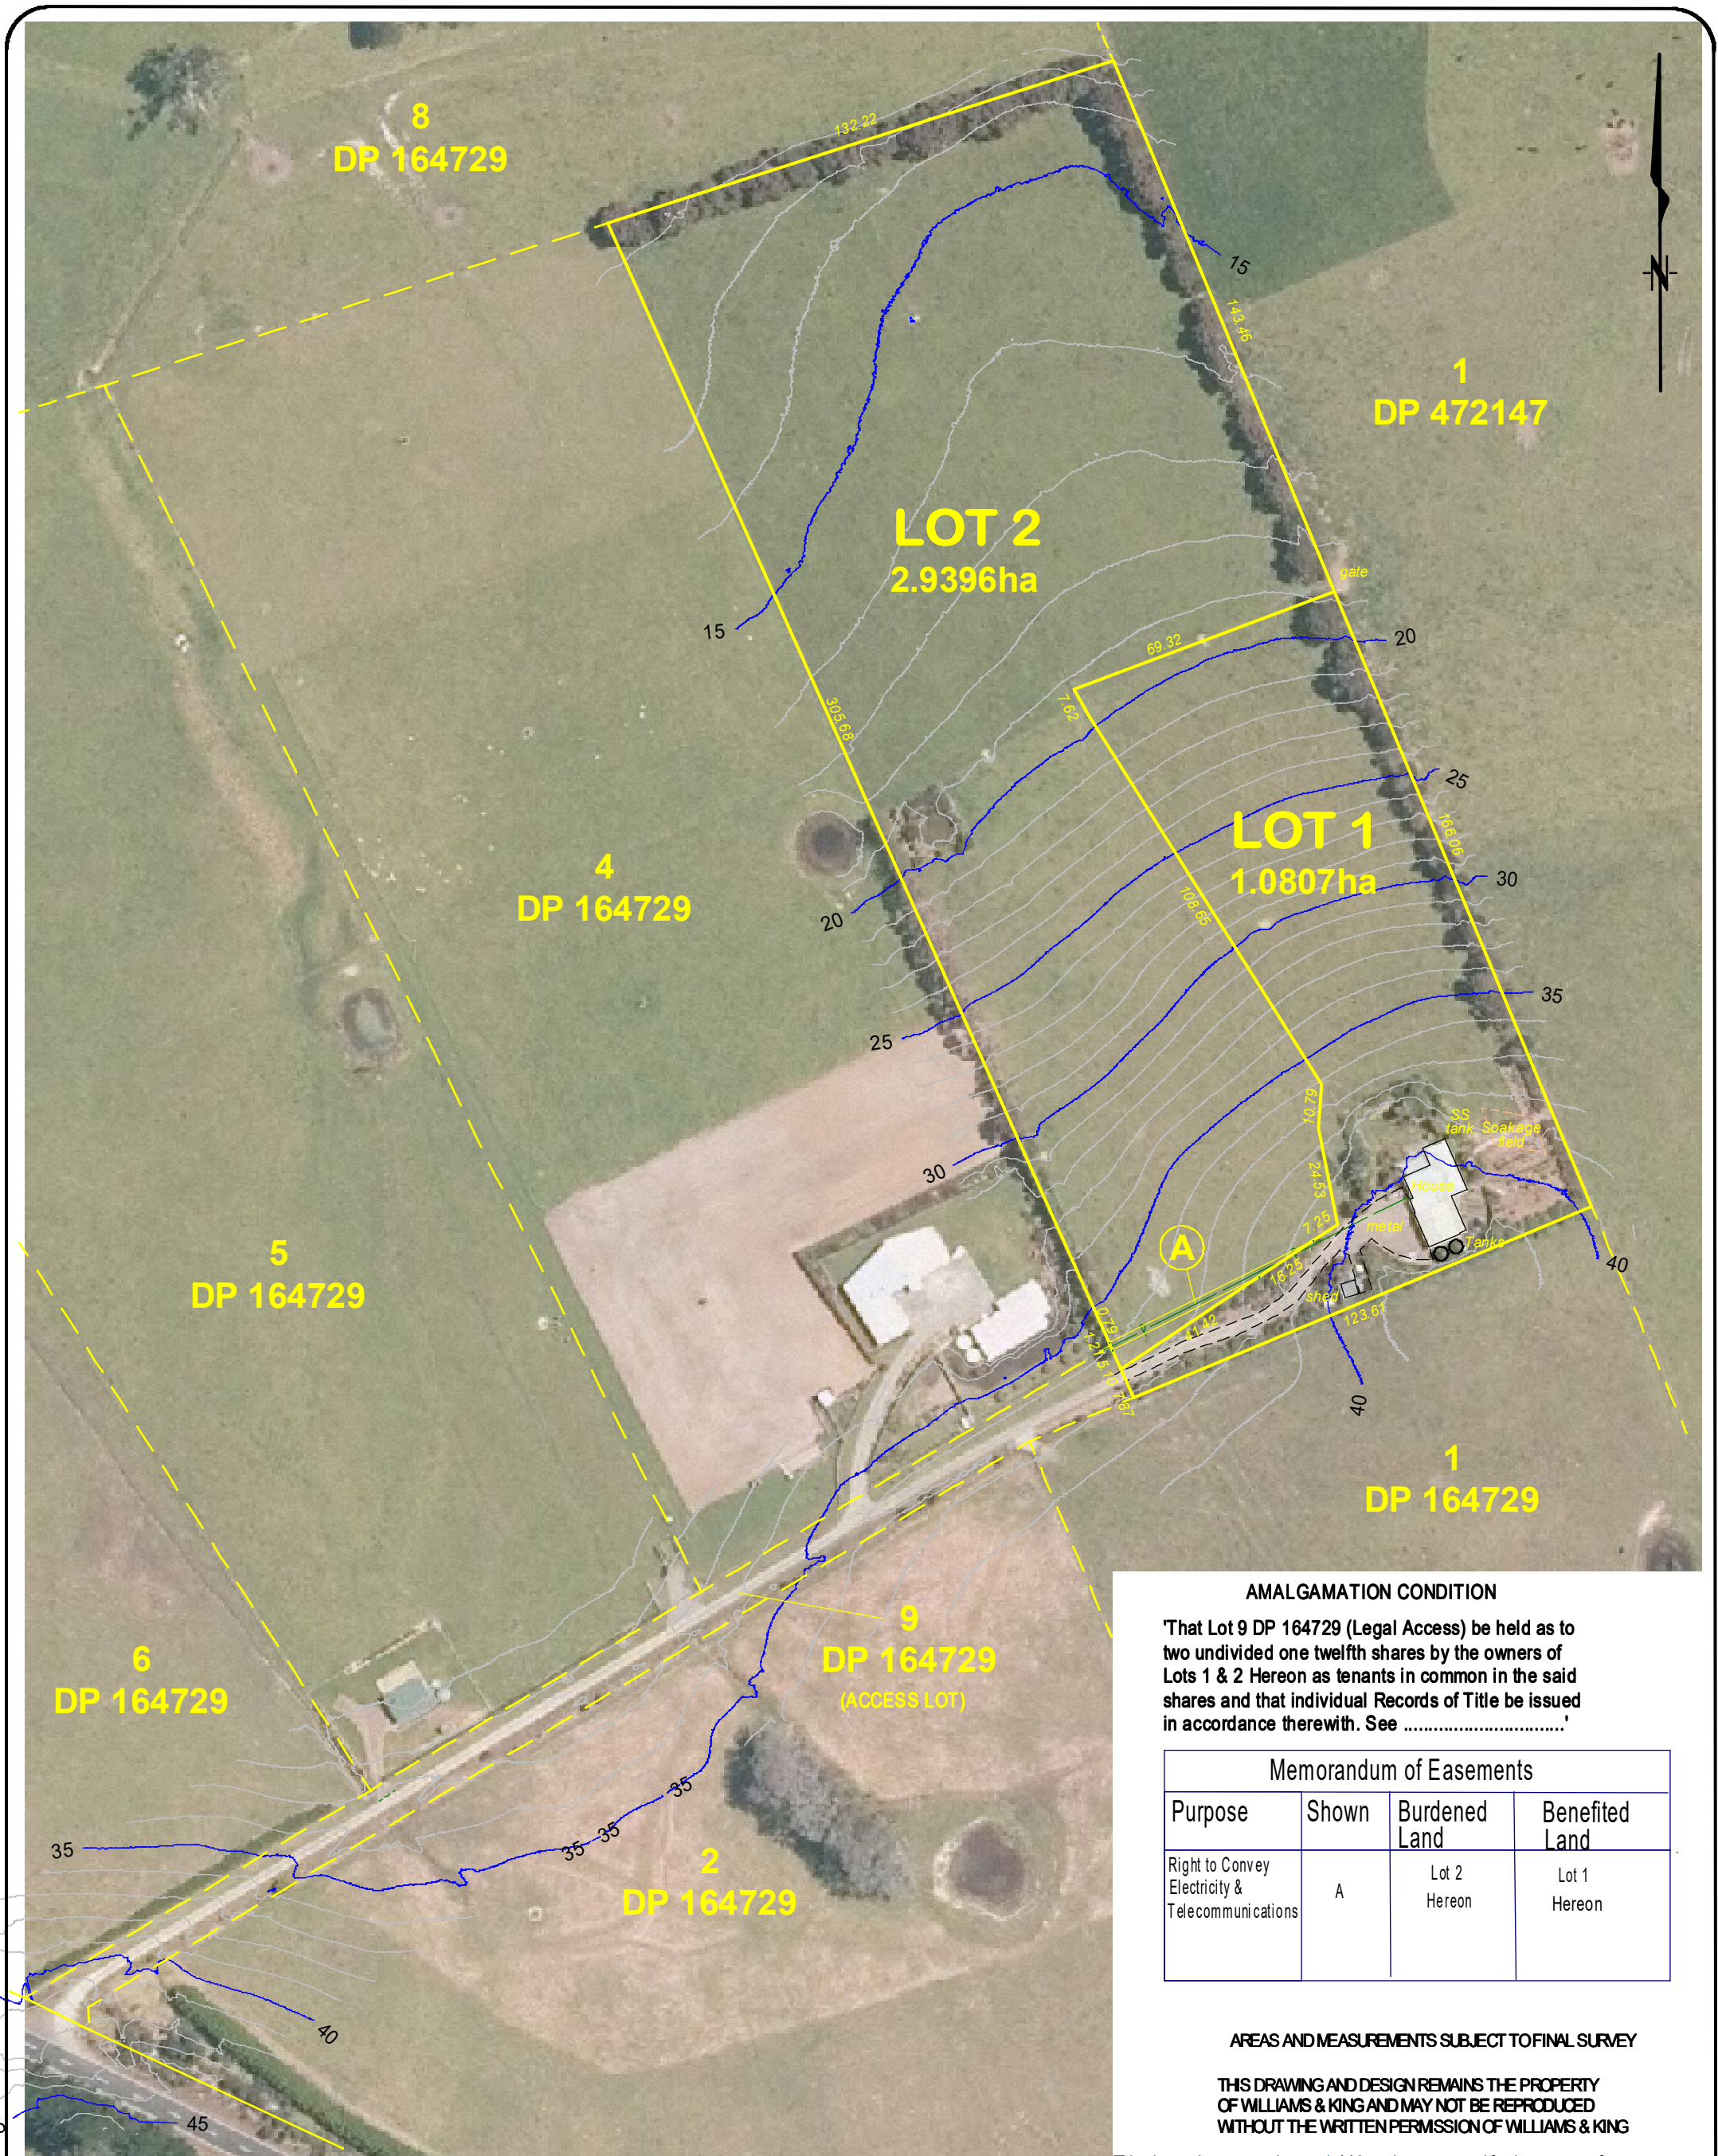 8
DP 164729
132.22
15
143.46
1
DP 472147
LOT 2
2.9396ha
gate
15
69.32
20
7.62
305.68
25
LOT 1
1.0807ha
166.06
4
DP 164729
108.65
30
20
35
25
10.79
SS
tank Soakage
field
30
24.53
House
7.25
metal
A
Tanks
5
DP 164729
16.25
40
shed
0.79
123.61
41.42
40
7.87
1
DP 164729
9
DP 164729
(ACCESS LOT)
6
DP 164729
35
35
35
35
2
DP 164729
40
45
N
AMALGAMATION CONDITION
'That Lot 9 DP 164729 (Legal Access) be held as to
two undivided one twelfth shares by the owners of
Lots 1 & 2 Hereon as tenants in common in the said
shares and that individual Records of Title be issued
in accordance therewith. See ................................'
Memorandum of Easements
Purpose Shown Burdened Land Benefited Land
Right to Convey
Electricity &
Telecommunications
A
Lot 2
Hereon
Lot 1
Hereon
AREAS AND MEASUREMENTS SUBJECT TO FINAL SURVEY
THIS DRAWING AND DESIGN REMAINS THE PROPERTY
OF WILLIAMS & KING AND MAY NOT BE REPRODUCED
WITHOUT THE WRITTEN PERMISSION OF WILLIAMS & KING